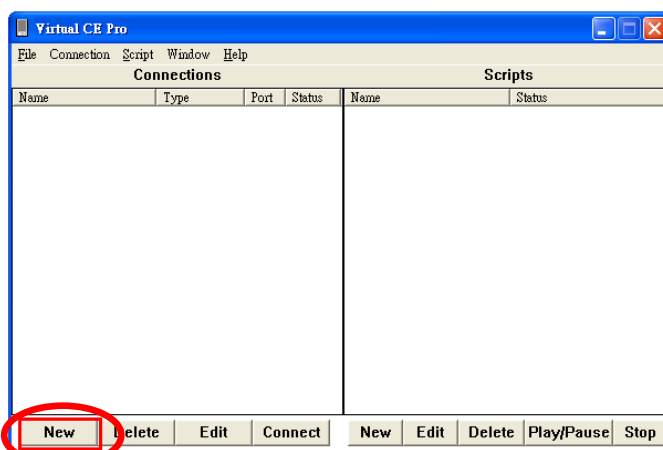 Virtual CE Pro
File Connection Script Window Help
Connections Scripts
Name Type Port Status Name Status
New Delete Edit Connect New Edit Delete Play/Pause Stop